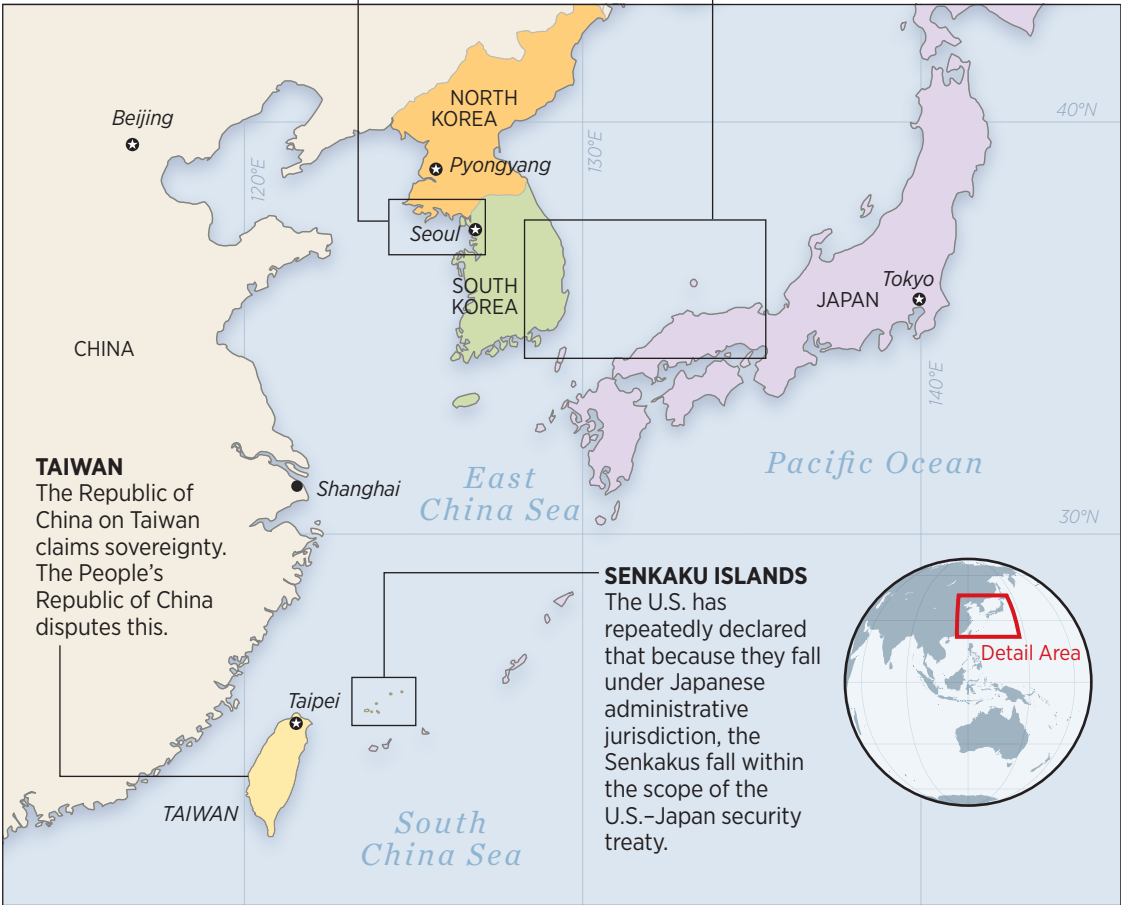 40°N
NORTH
KOREA
Beijing
130°E
120°E
Pyongyang
Seoul
Tokyo
SOUTH
KOREA
JAPAN
CHINA
140°E
TAIWAN
The Republic of
China on Taiwan
claims sovereignty.
The People’s
Republic of China
disputes this.
Pacific Ocean
East
China Sea
Shanghai
30°N
SENKAKU ISLANDS
The U.S. has
repeatedly declared
that because they fall
under Japanese
administrative
jurisdiction, the
Senkakus fall within
the scope of the
U.S.–Japan security
treaty.
Detail Area
Taipei
TAIWAN
South
China Sea